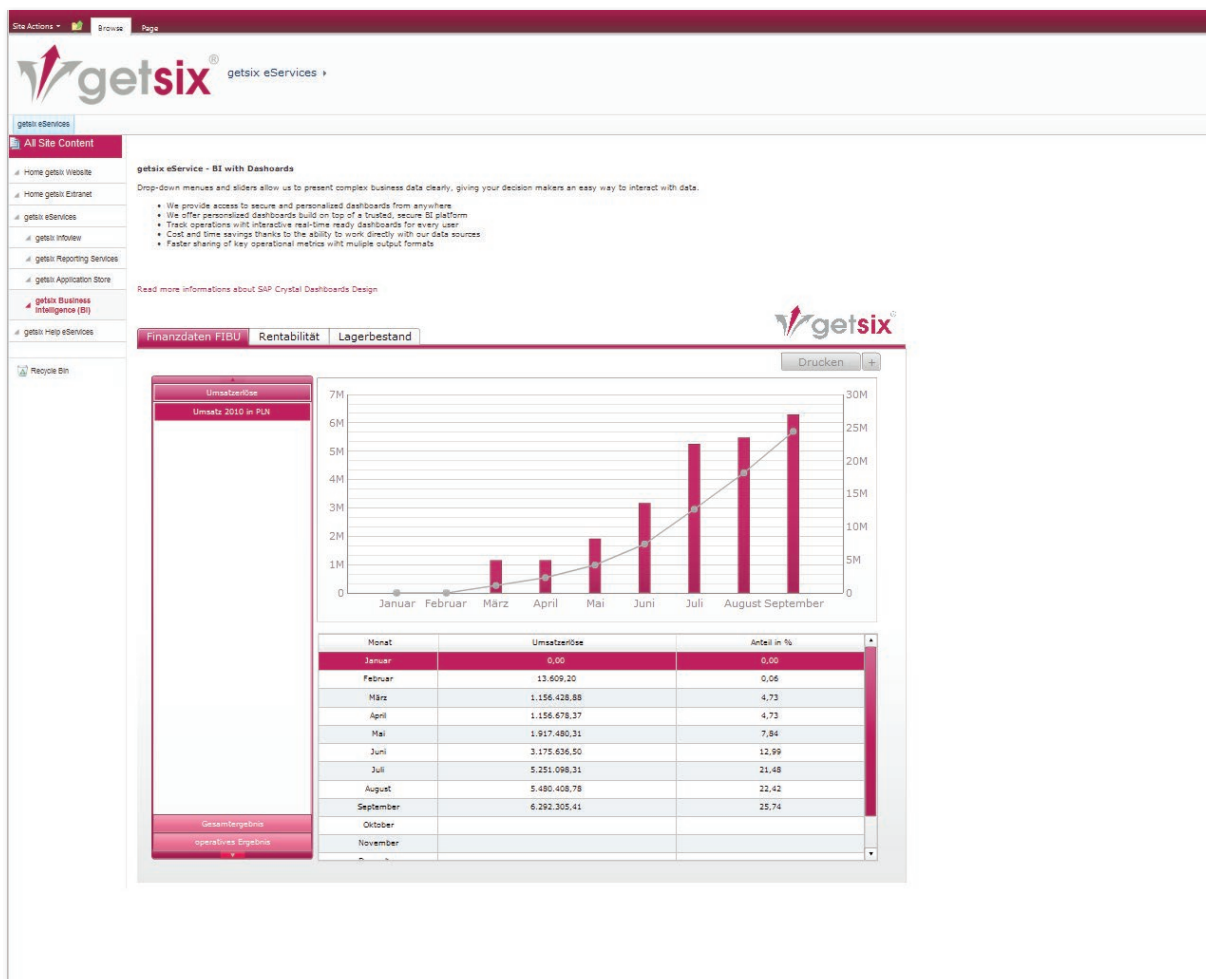 Site Actions
Browse
Page
getsix®
getsix eServices
getsix eServices
All Site Content
Home getsix Website
Home getsix Extranet
getsix eServices
getsix Infoview
getsix Reporting Services
getsix Application Store
getsix Business
Intelligence (BI)
getsix Help eServices
Recycle Bin
getsix eService - BI with Dashoards
Drop-down menues and sliders allow us to present complex business data clearly, giving your decision makers an easy way to interact with data.
We provide access to secure and personalized dashboards from anywhere
We offer personslized dashboards build on top of a trusted, secure BI platform
Track operations wiht interactive real-time ready dashboards for every user
Cost and time savings thanks to the ability to work directly with our data sources
Faster sharing of key operational metrics wiht muliple output formats
Read more informations about SAP Crystal Dashboards Design
getsix
Finanzdaten FIBU Rentabilität Lagerbestand
Drucken +
Umsatzerlöse
Umsatz 2010 in PLN
Gesamtergebnis
operatives Ergebnis
7M 30M
6M 25M
5M 20M
4M 15M
3M 10M
2M 5M
1M
0 0
Januar Februar März April Mai Juni Juli August September
Monat Umsatzerlöse Anteil in %
Januar 0,00 0,00
Februar 13.609,20 0,06
März 1.156.428,88 4,73
April 1.156.678,37 4,73
Mai 1.917.480,31 7,84
Juni 3.175.636,50 12,99
Juli 5.251.098,31 21,48
August 5.480.408,78 22,42
September 6.292.305,41 25,74
Oktober
November